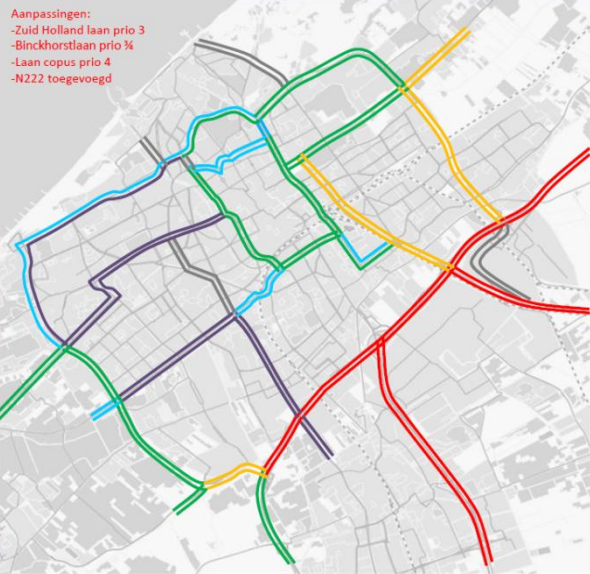 Aanpassingen:
-Zuid Holland laan prio 3
-Binckhorstlaan prio ¾
-Laan copus prio 4
-N222 toegevoegd